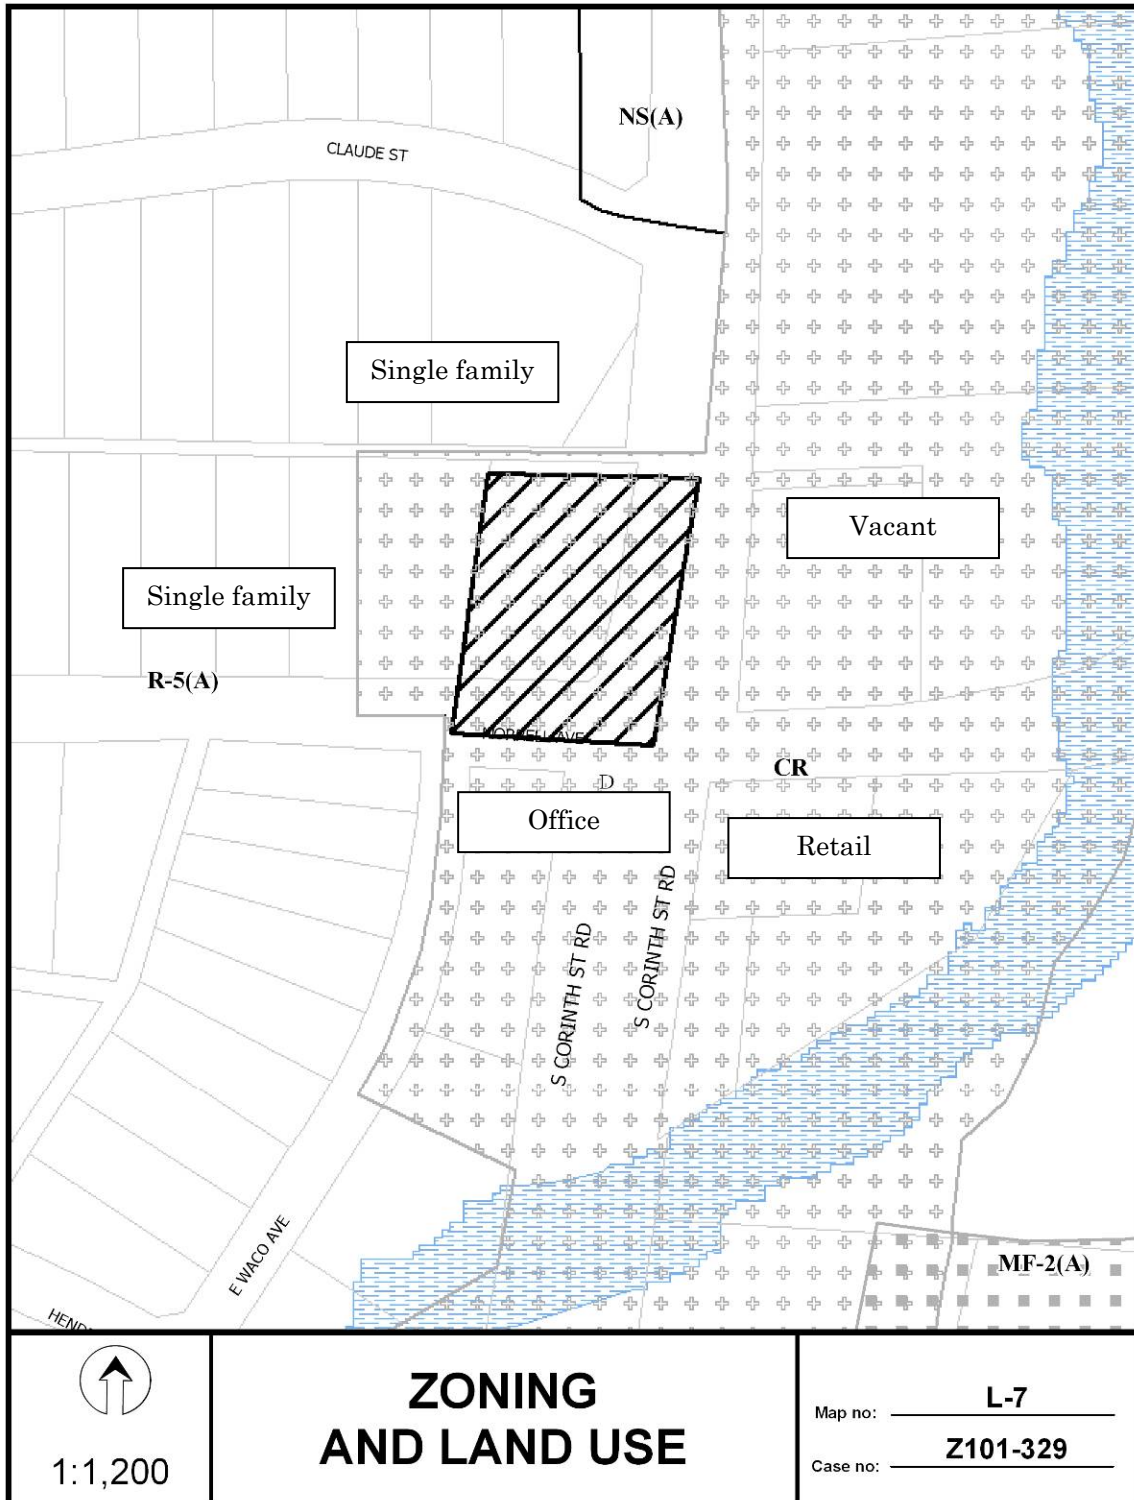 NS(A)
CLAUDE ST
Single family
Vacant
Single family
R-5(A)
CR
D
Office
Retail
S CORINTH ST RD
S CORINTH ST RD
E WACO AVE
MF-2(A)
1:1,200
ZONING
AND LAND USE
Map no: L-7
Case no: Z101-329